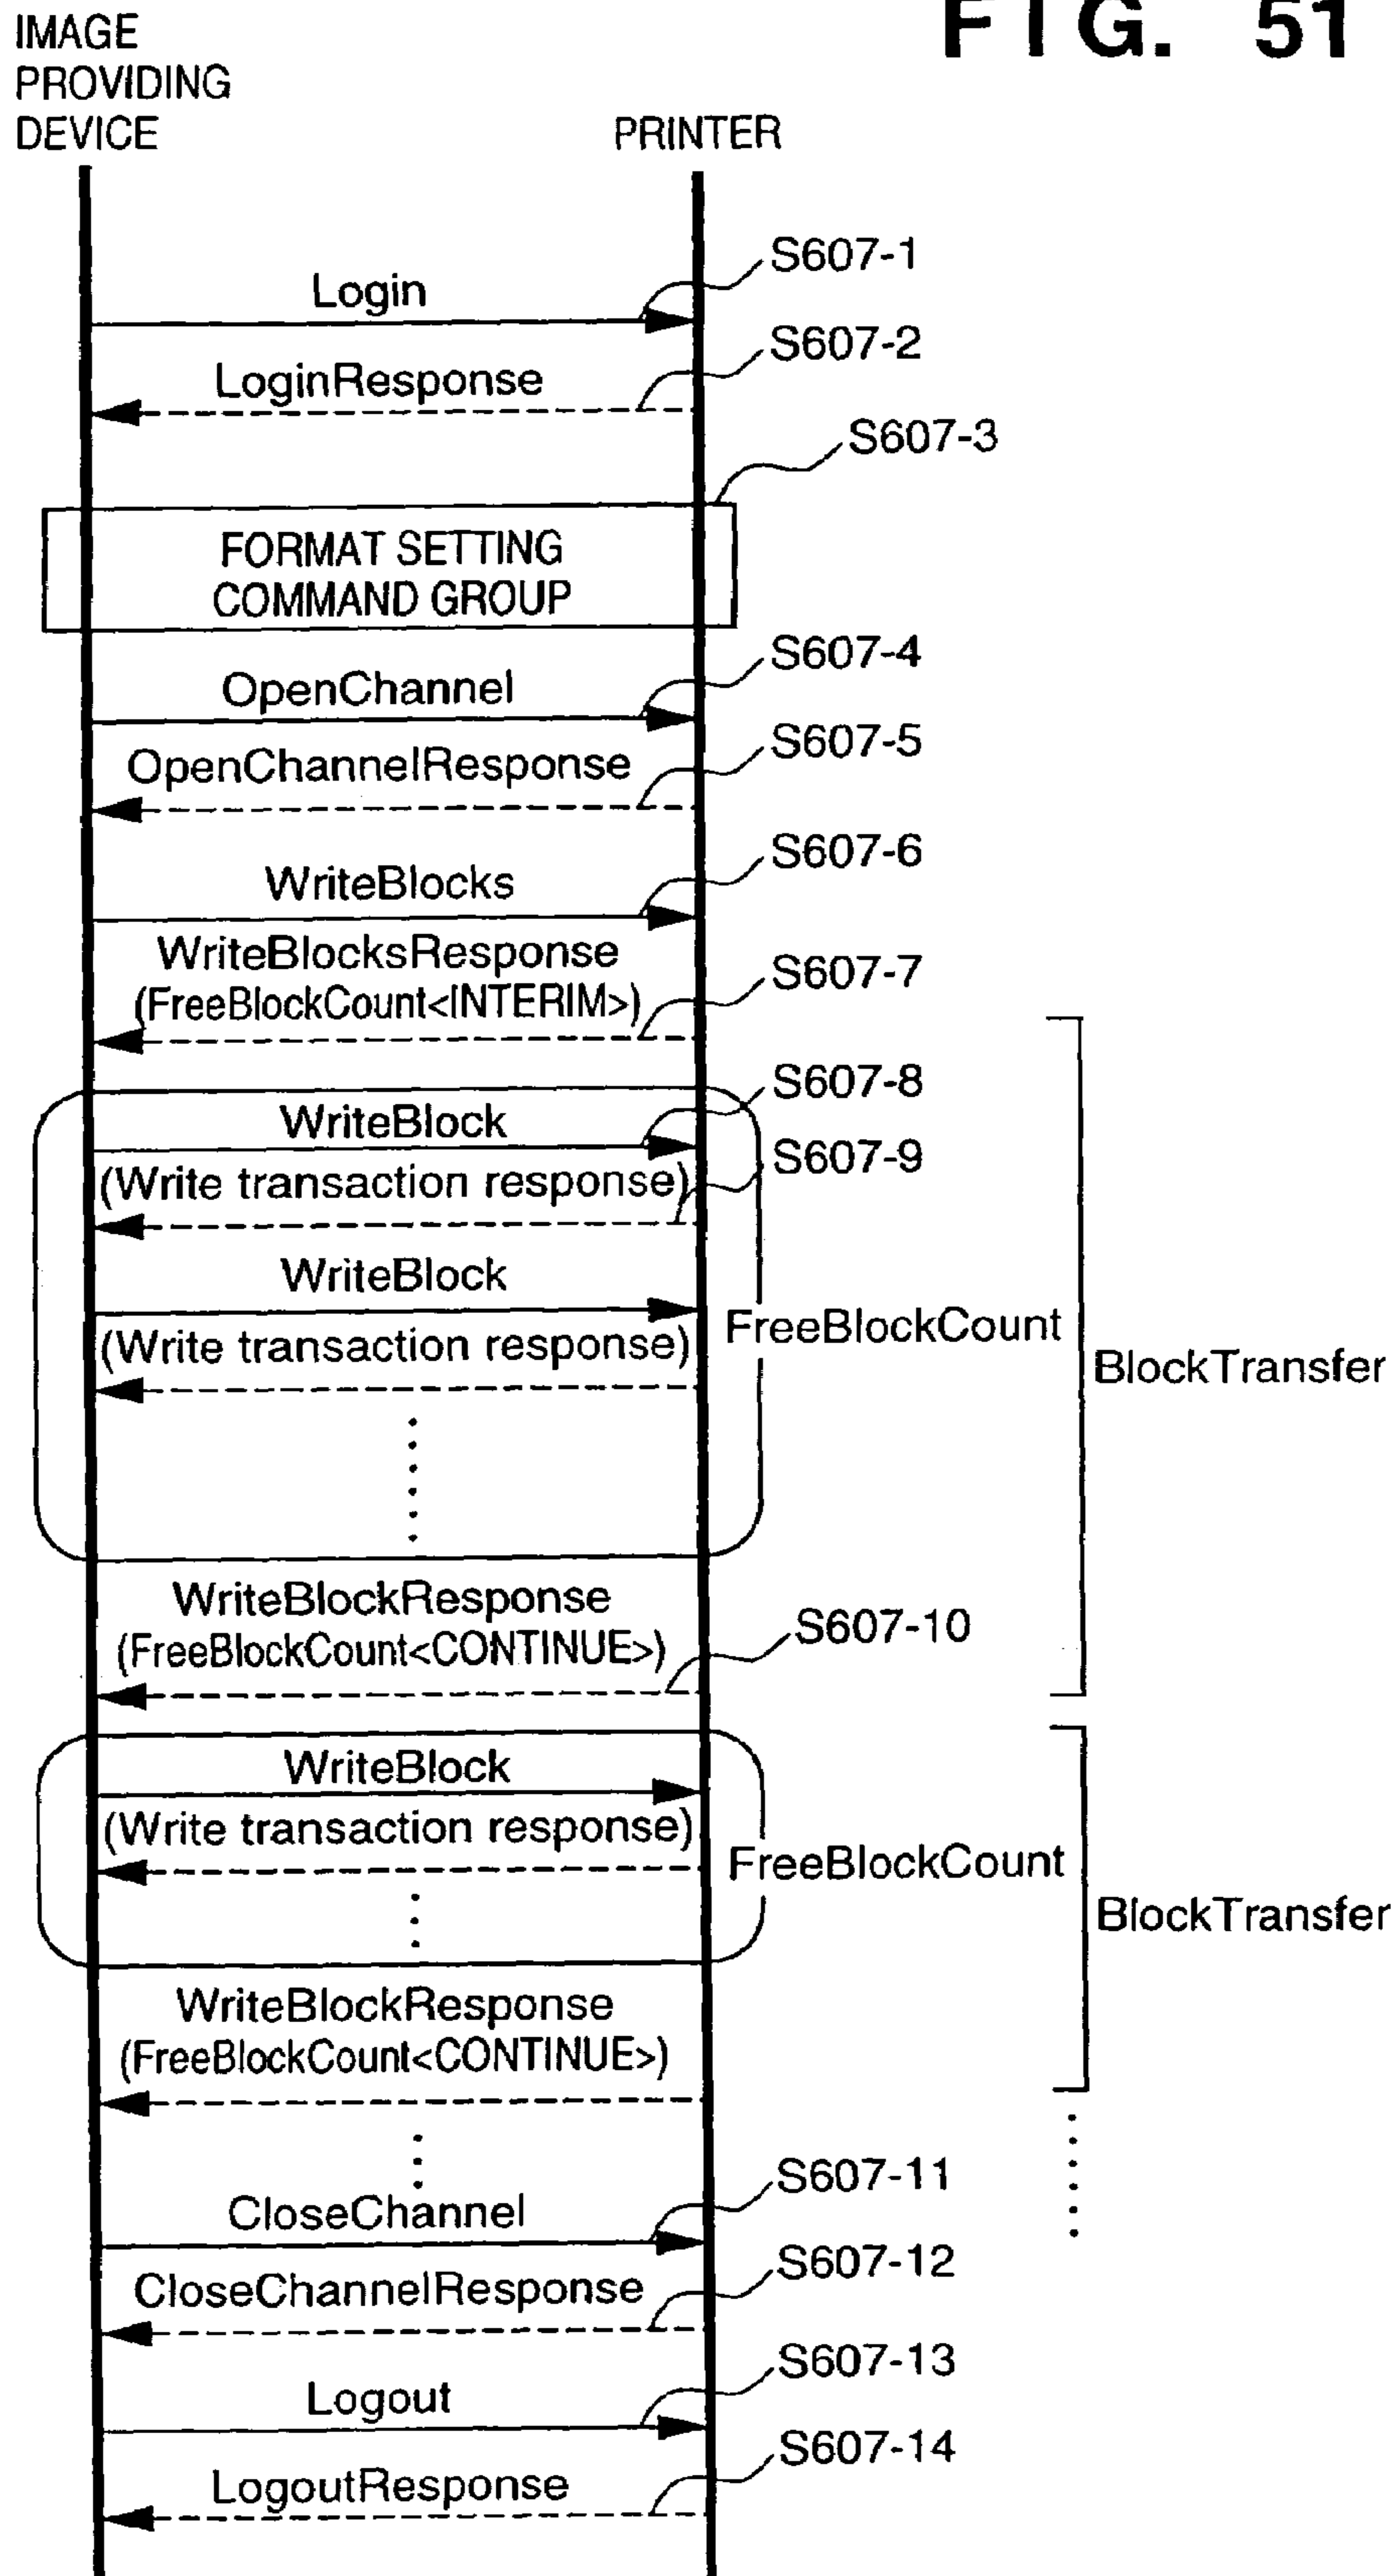 FIG. 51
IMAGE
PROVIDING
DEVICE
PRINTER
S607-1
Login
S607-2
LoginResponse
S607-3
FORMAT SETTING
COMMAND GROUP
S607-4
OpenChannel
S607-5
OpenChannelResponse
S607-6
WriteBlocks
WriteBlocksResponse
S607-7
(FreeBlockCount<INTERIM>)
S607-8
WriteBlock
S607-9
(Write transaction response)
WriteBlock
FreeBlockCount
(Write transaction response)
BlockTransfer
WriteBlockResponse
S607-10
(FreeBlockCount<CONTINUE>)
WriteBlock
(Write transaction response)
FreeBlockCount
BlockTransfer
WriteBlockResponse
(FreeBlockCount<CONTINUE>)
S607-11
CloseChannel
S607-12
CloseChannelResponse
S607-13
Logout
S607-14
LogoutResponse